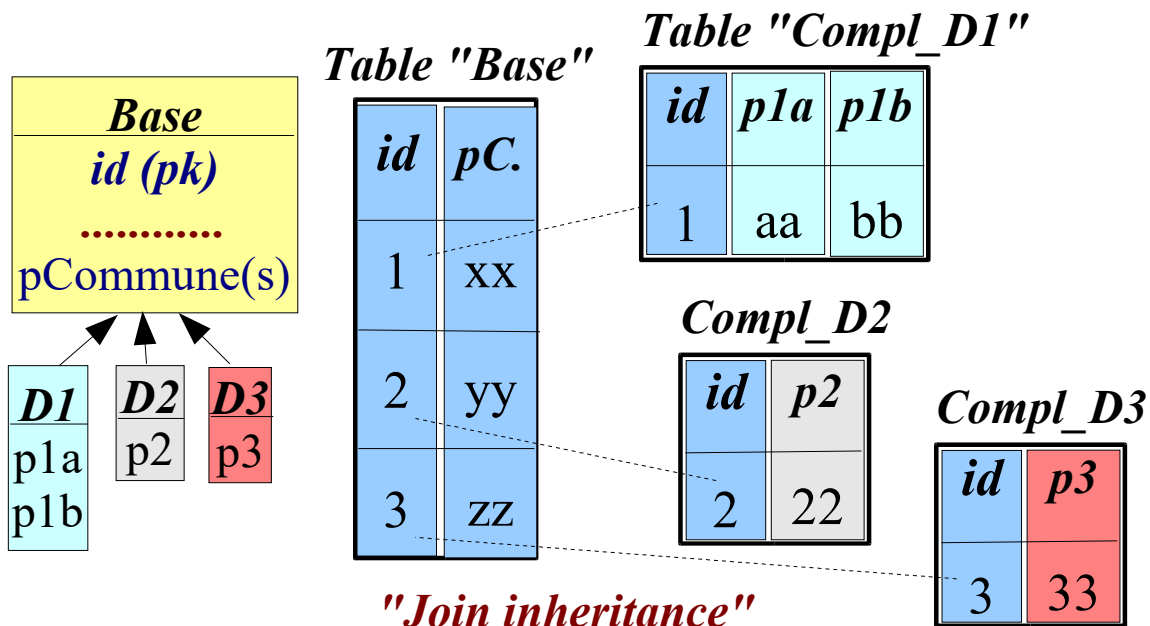 Base
id (pk)
............
pCommune(s)
D1
p1a
p1b
D2
p2
D3
p3
Table "Base"
id pC.
1 xx
2 yy
3 zz
Table "Compl_D1"
id p1a p1b
1 aa bb
Compl_D2
id p2
2 22
Compl_D3
id p3
3 33
"Join inheritance"